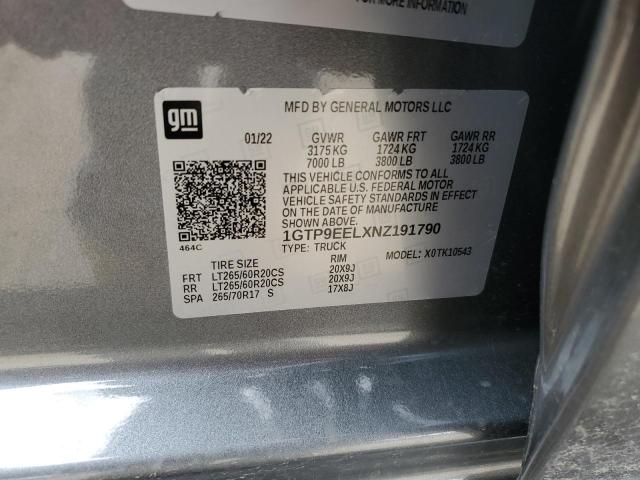 FOR MORE INFORMATION
gm
MFD BY GENERAL MOTORS LLC
01/22 GVWR GAWR FRT GAWR RR
3175 KG 1724 KG 1724 KG
7000 LB 3800 LB 3800 LB
THIS VEHICLE CONFORMS TO ALL
APPLICABLE U.S. FEDERAL MOTOR
VEHICLE SAFETY STANDARDS IN
EFFECT ON THE DATE OF MANUFACTURE
SHOWN ABOVE.
1GTP9EELXNZ191790
TYPE: TRUCK MODEL: X0TK10543
464C
TIRE SIZE RIM
FRT LT265/60R20CS 20X9J
RR LT265/60R20CS 20X9J
SPA 265/70R17 S 17X8J